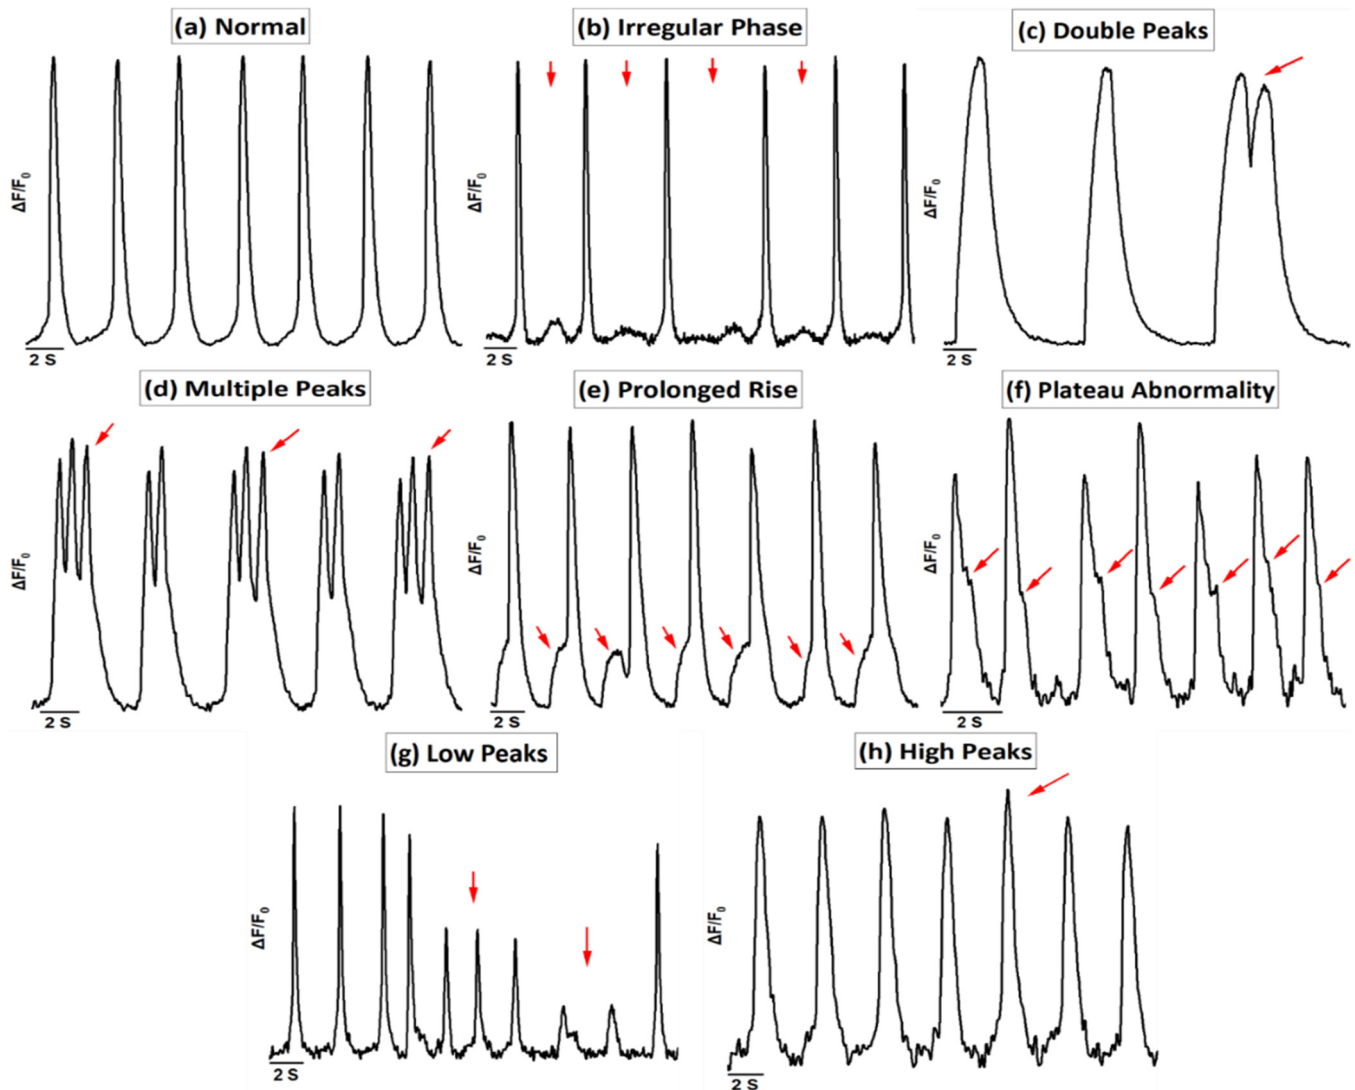 (a) Normal
(b) Irregular Phase
(c) Double Peaks
ΔF/F₀
ΔF/F₀
ΔF/F₀
2 S
2 S
2 S
(d) Multiple Peaks
(e) Prolonged Rise
(f) Plateau Abnormality
ΔF/F₀
ΔF/F₀
ΔF/F₀
2 S
2 S
2 S
(g) Low Peaks
(h) High Peaks
ΔF/F₀
ΔF/F₀
2 S
2 S